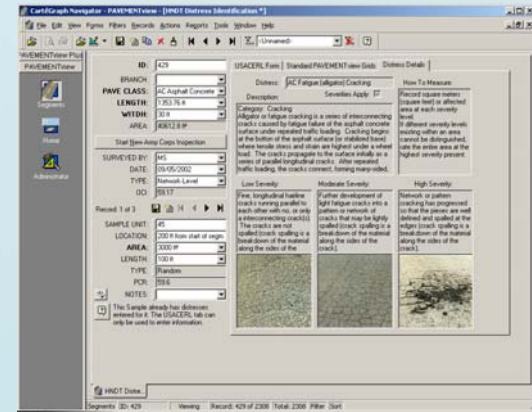 CartêGraph Navigator - PAVEMENTview - [HNDT Distress Identification *]
File Edit View Forms Filters Records Actions Reports Tools Window Help
(Unnamed)
PAVEMENTview Plus
PAVEMENTview
Segments
Home
Administrator
ID: 429
BRANCH:
PAVE CLASS: AC Asphalt Concrete
LENGTH: 1353.76 ft
WITDH: 30 ft
AREA: 40612.8 ft²
Start New Army Corps Inspection
SURVEYED BY: MS
DATE: 09/05/2002
TYPE: Network-Level
OCI: 59.17
Record: 1 of 3
SAMPLE UNIT: 45
LOCATION: 200 ft from start of segm
AREA: 3000 ft²
LENGTH: 100 ft
TYPE: Random
PCR: 59.6
NOTES:
This Sample already has distresses
entered for it. The USACERL tab can
only be used to enter information.
USACERL Form Standard PAVEMENTview Grids Distress Details
Distress: AC Fatigue (alligator) Cracking
Description: Severities Apply:
Category: Cracking
Alligator or fatigue cracking is a series of interconnecting
cracks caused by fatigue failure of the asphalt concrete
surface under repeated traffic loading. Cracking begins
at the bottom of the asphalt surface (or stabilized base)
where tensile stress and strain are highest under a wheel
load. The cracks propagate to the surface initially as a
series of parallel longitudinal cracks. After repeated
traffic loading, the cracks connect, forming many-sided,
How To Measure:
Record square meters
(square feet) or affected
area at each severity
level.
If different severity levels
existing within an area
cannot be distinguished,
rate the entire area at the
highest severity present.
Low Severity:
Fine, longitudinal hairline
cracks running parallel to
each other with no, or only
a interconnecting crack(s).
The cracks are not
spalled (crack spalling is a
breakdown of the material
along the sides of the
Moderate Severity:
Further development of
light fatigue cracks into a
pattern or network of
cracks that may be lightly
spalled (crack spalling is a
breakdown of the material
along the sides of the
crack).
High Severity:
Network or pattern
cracking has progressed
so that the pieces are well
defined and spalled at the
edges (crack spalling is a
breakdown of the material
along the sides of the
crack).
HNDT Distre...
Segments ID: 429 Viewing Record: 429 of 2308 Total: 2308 Filter Sort